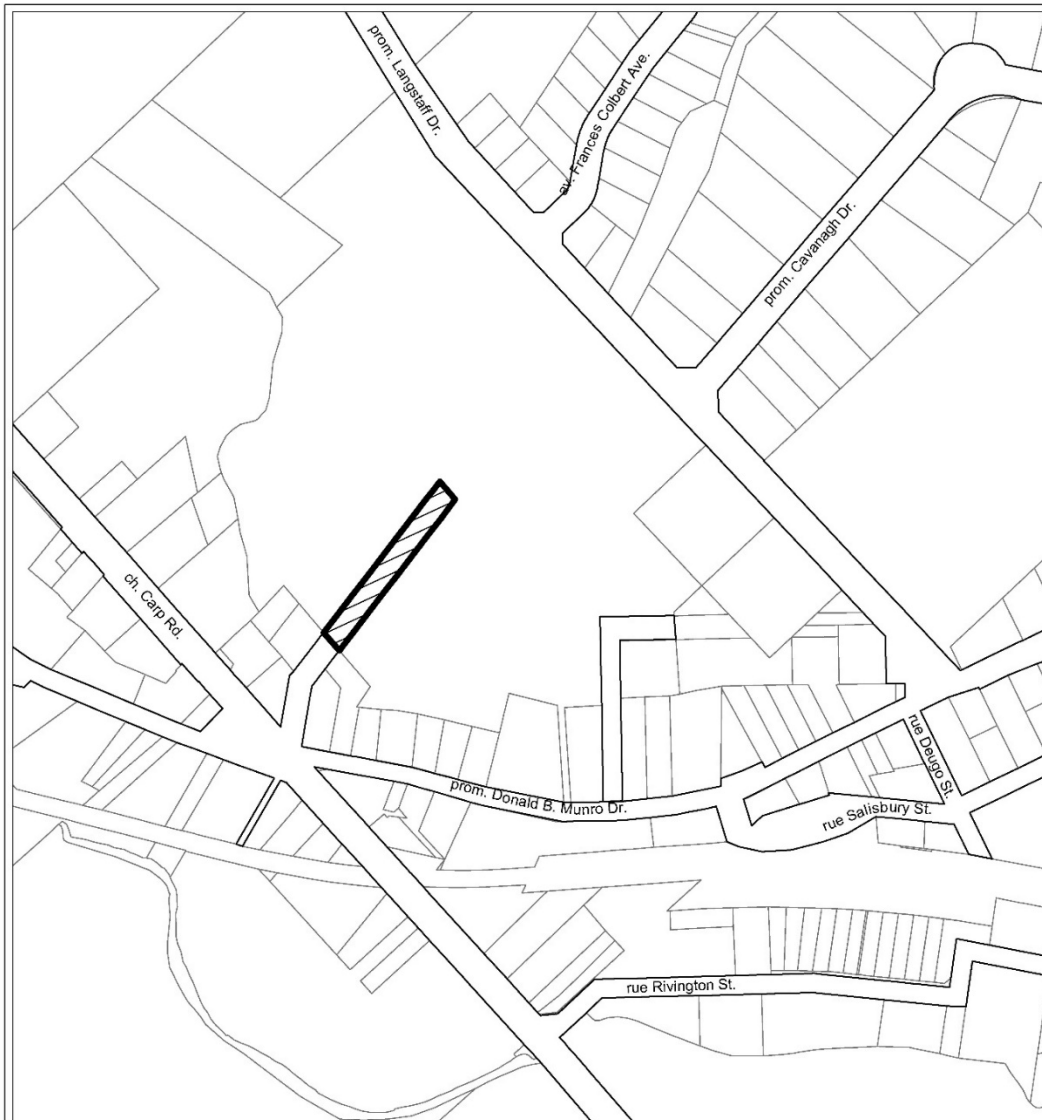 prom. Langstaff Dr.
av. Frances Colbert Ave.
prom. Cavanagh Dr.
ch. Carp Rd.
prom. Donald B. Munro Dr.
rue Deugo St.
rue Salisbury St.
rue Rivington St.